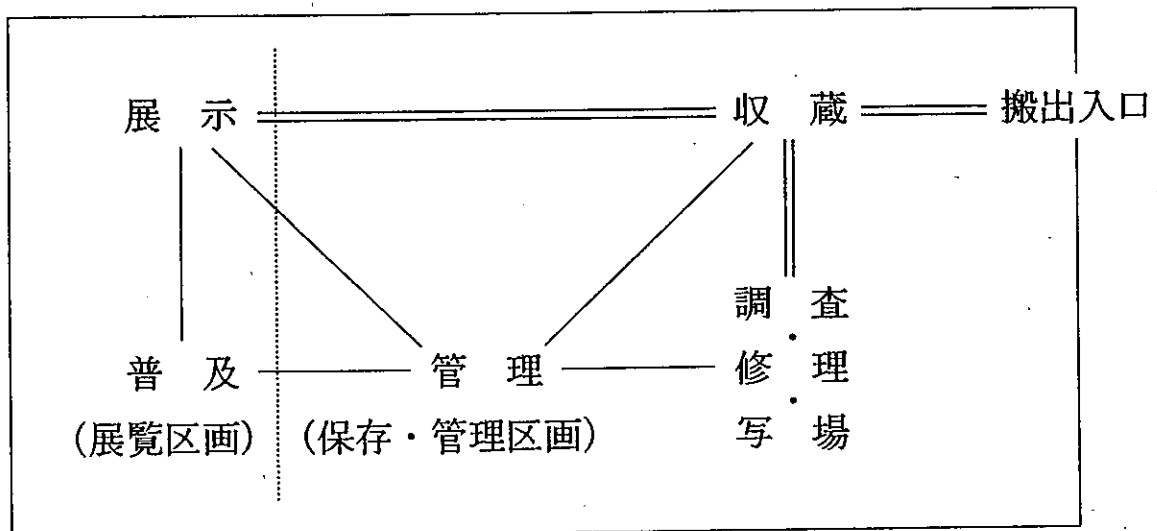 展示
収蔵
搬出入口
普及
(展覧区画)
管理
(保存・管理区画)
調査
・
修理
・
写場